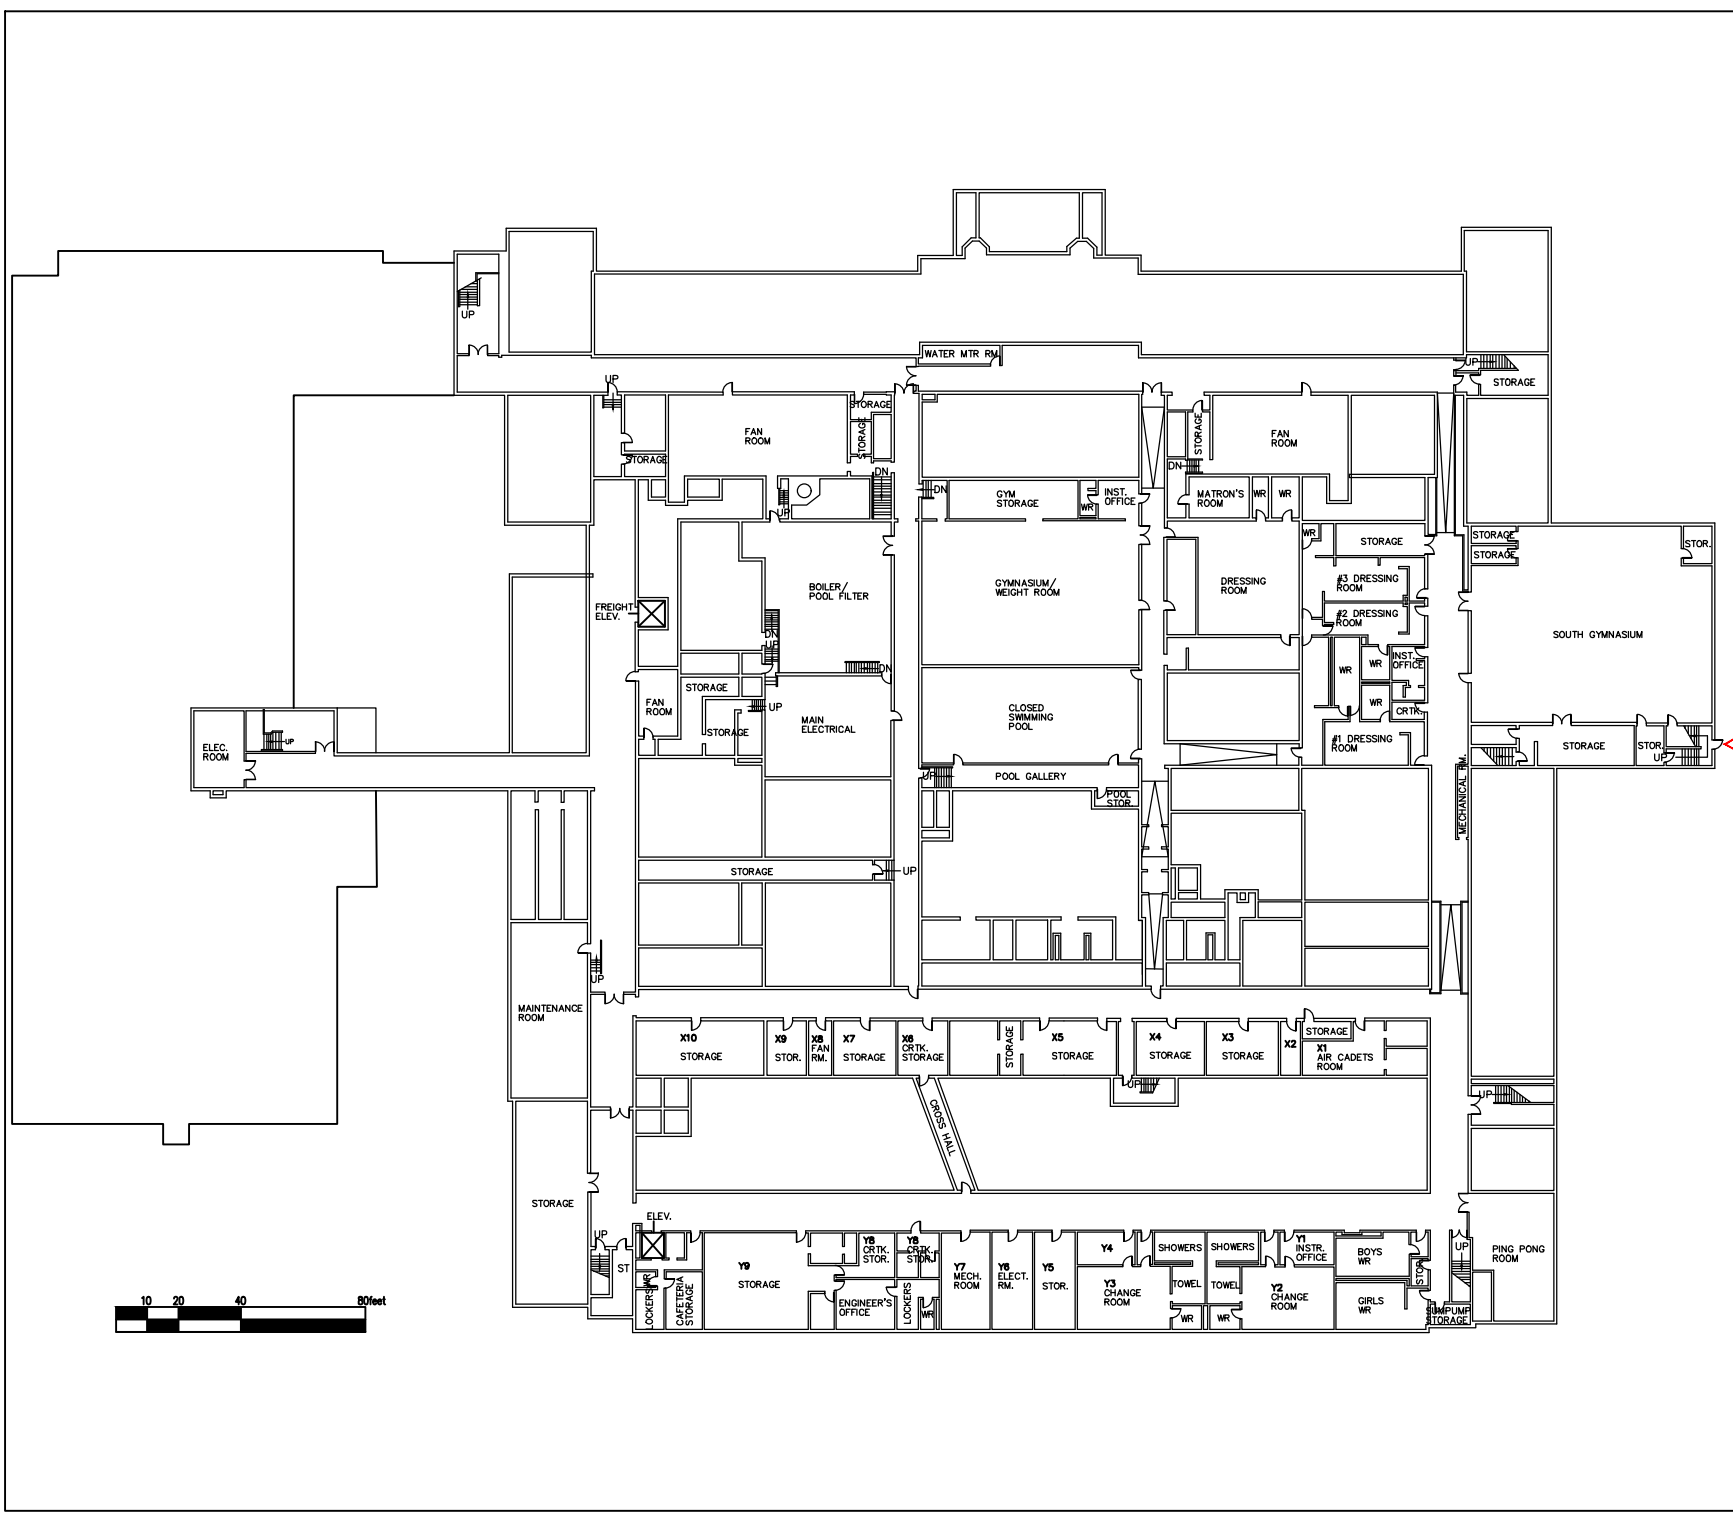 UP
WATER MTR RM.
UP
STORAGE
UP
STORAGE
STORAGE
FAN
ROOM
STORAGE
DN
STORAGE
FAN
ROOM
STORAGE
DN
DN
UP
GYM
STORAGE
WR
INST.
OFFICE
MATRON'S
ROOM
WR
WR
WR
STORAGE
STORAGE
STORAGE
STOR.
BOILER/
POOL FILTER
GYMNASIUM/
WEIGHT ROOM
DRESSING
ROOM
#3 DRESSING
ROOM
#2 DRESSING
ROOM
FREIGHT
ELEV.
DN
UP
DN
SOUTH GYMNASIUM
WR
WR
INST.
OFFICE
WR
CRTK.
STORAGE
FAN
ROOM
UP
STORAGE
MAIN
ELECTRICAL
CLOSED
SWIMMING
POOL
#1 DRESSING
ROOM
ELEC.
ROOM
UP
STORAGE
STOR.
UP
MECHANICAL RM.
UP
POOL GALLERY
POOL
STOR.
STORAGE
UP
UP
MAINTENANCE
ROOM
X10
STORAGE
X9
STOR.
X8
FAN
RM.
X7
STORAGE
X6
CRTK.
STORAGE
STORAGE
X5
STORAGE
X4
STORAGE
X3
STORAGE
X2
STORAGE
X1
AIR CADETS
ROOM
UP
UP
CROSS HALL
STORAGE
ELEV.
UP
ST
LOCKERS
WR
CAFETERIA
STORAGE
Y9
STORAGE
Y8
CRTK.
STOR.
Y8
CRTK.
STOR.
ENGINEER'S
OFFICE
LOCKERS
WR
Y7
MECH.
ROOM
Y6
ELECT.
RM.
Y5
STOR.
Y4
Y3
CHANGE
ROOM
SHOWERS
TOWEL
WR
SHOWERS
TOWEL
WR
Y1
INSTR.
OFFICE
Y2
CHANGE
ROOM
BOYS
WR
GIRLS
WR
STOR.
UP
SUMPUMP
STORAGE
PING PONG
ROOM
10 20 40 80feet